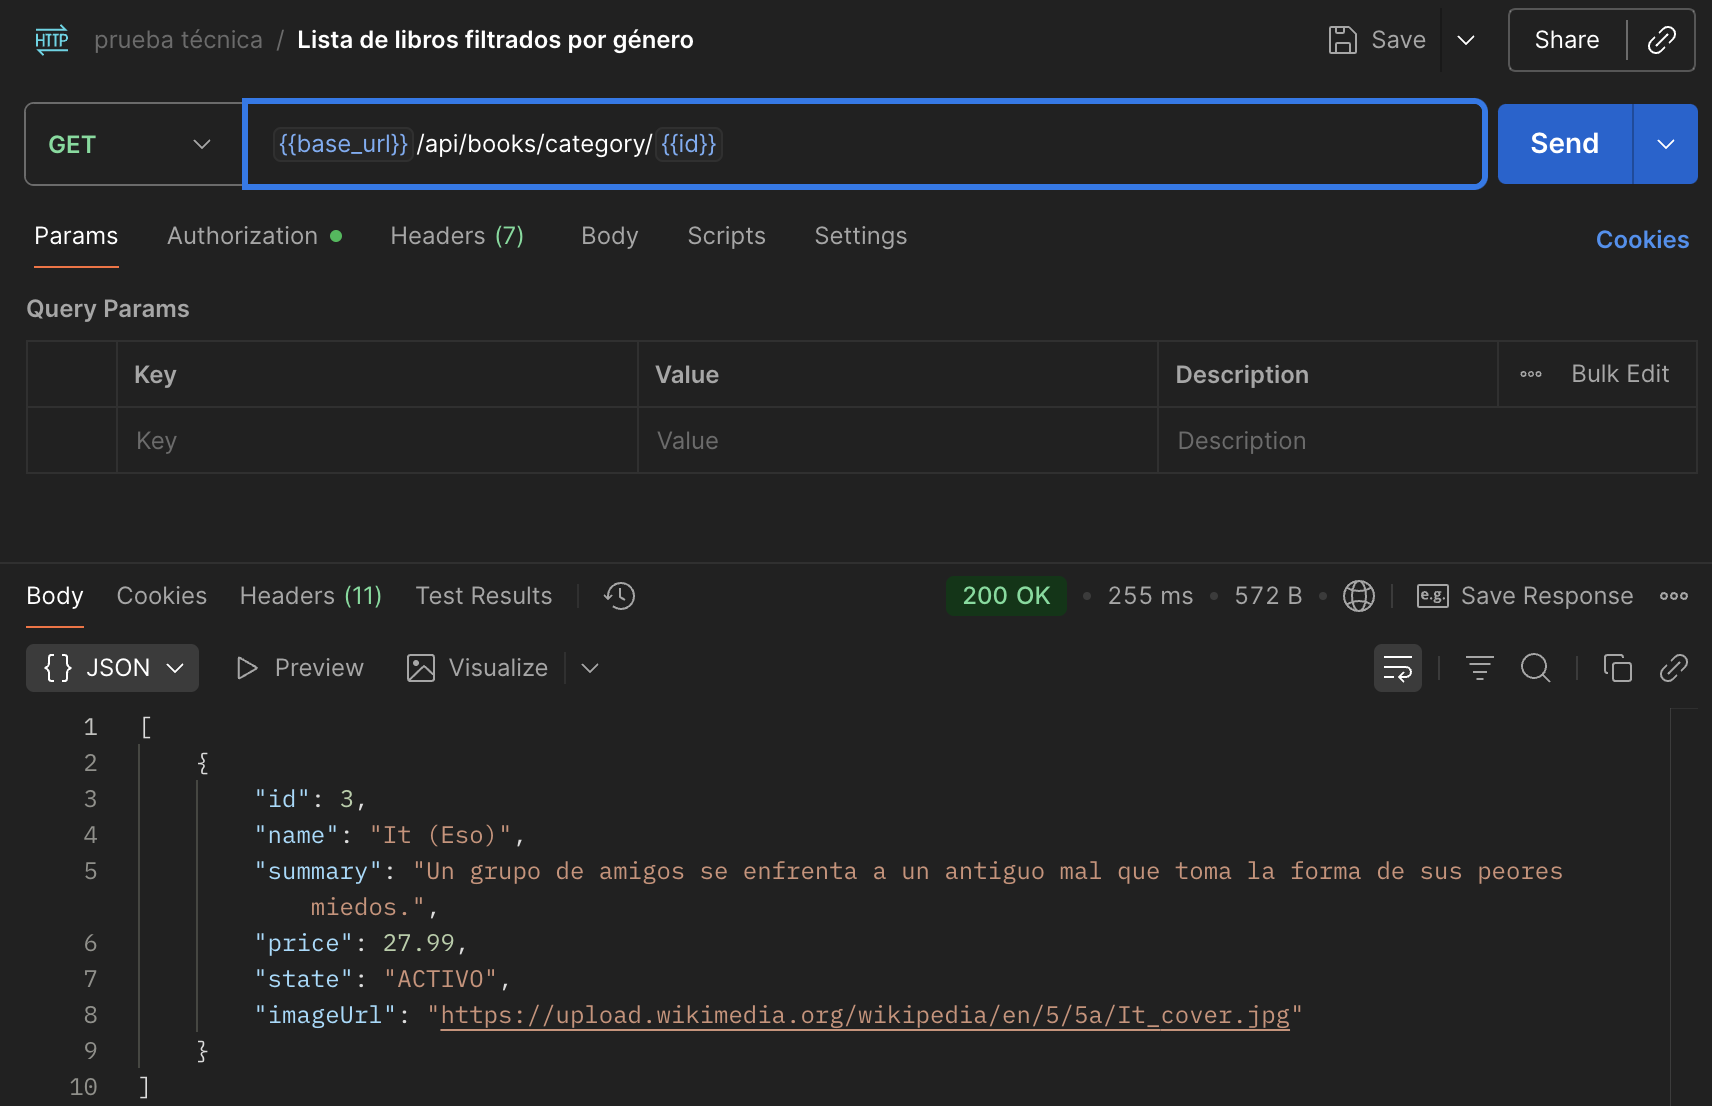 HTTP prueba técnica / Lista de libros filtrados por género Save Share
GET {{base_url}}/api/books/category/{{id}} Send
Params Authorization Headers (7) Body Scripts Settings Cookies
Query Params
Key Value Description Bulk Edit
Key Value Description
Body Cookies Headers (11) Test Results 200 OK • 255 ms • 572 B e.g. Save Response
{} JSON Preview Visualize
1 [
2 {
3 "id": 3,
4 "name": "It (Eso)",
5 "summary": "Un grupo de amigos se enfrenta a un antiguo mal que toma la forma de sus peores
miedos.",
6 "price": 27.99,
7 "state": "ACTIVO",
8 "imageUrl": "https://upload.wikimedia.org/wikipedia/en/5/5a/It_cover.jpg"
9 }
10 ]